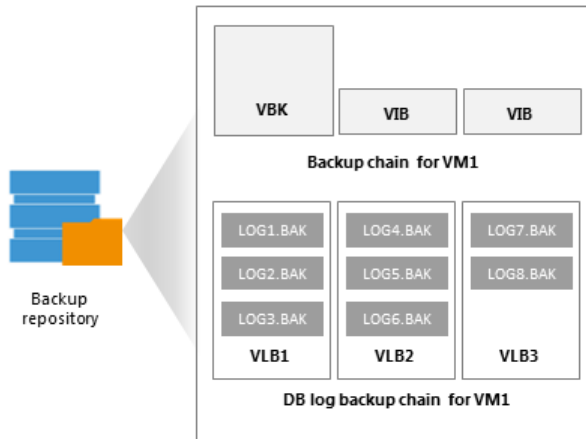 VBK
VIB
VIB
Backup chain for VM1
Backup
repository
LOG1.BAK
LOG2.BAK
LOG3.BAK
VLB1
LOG4.BAK
LOG5.BAK
LOG6.BAK
VLB2
LOG7.BAK
LOG8.BAK
VLB3
DB log backup chain for VM1